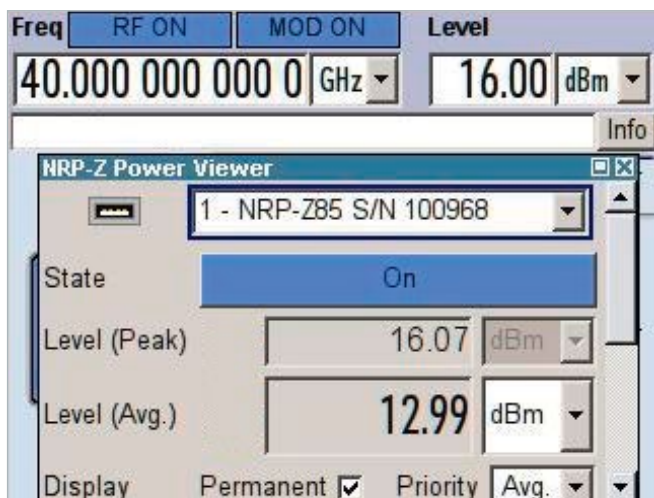 Freq RF ON MOD ON Level
40.000 000 000 0 GHz 16.00 dBm
Info
NRP-Z Power Viewer
1 - NRP-Z85 S/N 100968
State On
Level (Peak) 16.07 dBm
Level (Avg.) 12.99 dBm
Display Permanent Priority Avg.